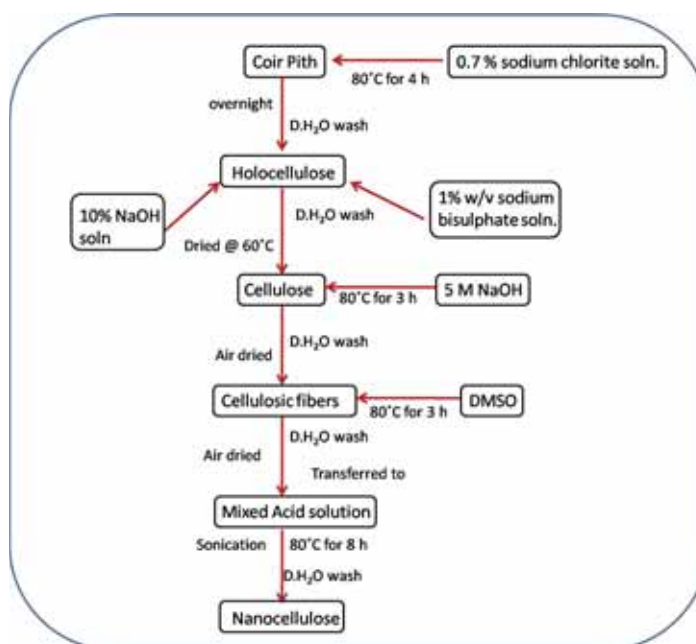 Coir Pith
0.7 % sodium chlorite soln.
80˚C for 4 h
overnight
D.H₂O wash
Holocellulose
10% NaOH
soln
1% w/v sodium
bisulphate soln.
D.H₂O wash
Dried @ 60˚C
Cellulose
80˚C for 3 h
5 M NaOH
D.H₂O wash
Air dried
Cellulosic fibers
80˚C for 3 h
DMSO
D.H₂O wash
Air dried
Transferred to
Mixed Acid solution
Sonication
80˚C for 8 h
D.H₂O wash
Nanocellulose